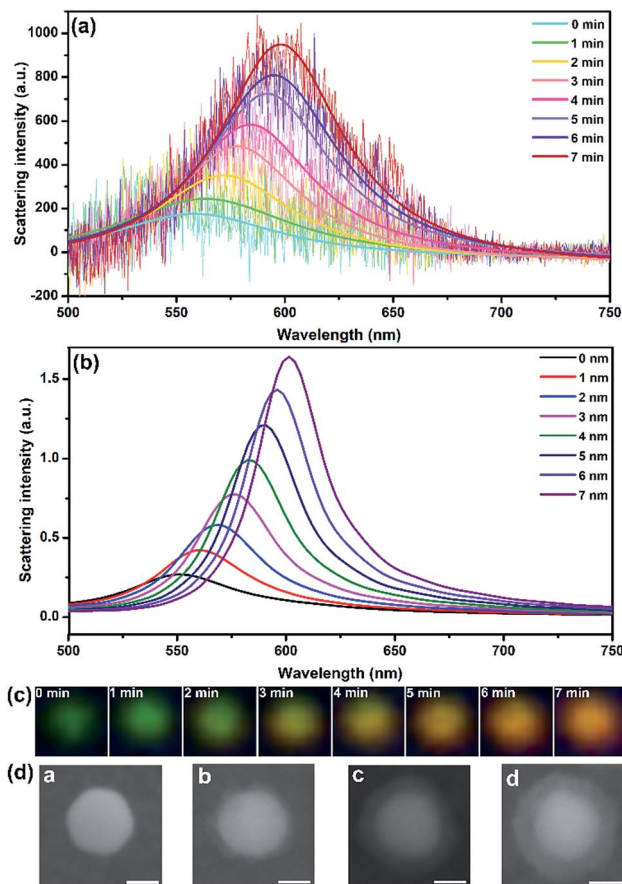 (a)
1000
800
600
400
200
0
-200
Scattering intensity (a.u.)
0 min
1 min
2 min
3 min
4 min
5 min
6 min
7 min
500 550 600 650 700 750
Wavelength (nm)
(b)
1.5
1.0
0.5
0.0
Scattering intensity (a.u.)
0 nm
1 nm
2 nm
3 nm
4 nm
5 nm
6 nm
7 nm
500 550 600 650 700 750
Wavelength (nm)
(c) 0 min 1 min 2 min 3 min 4 min 5 min 6 min 7 min
(d) a b c d